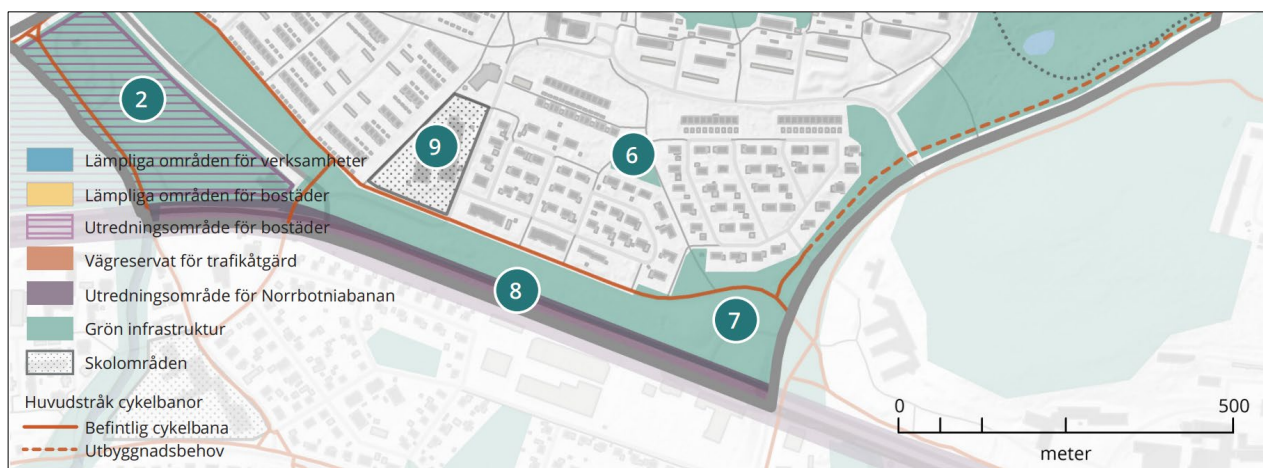 2
9
6
8
7
Lämpliga områden för verksamheter
Lämpliga områden för bostäder
Utredningsområde för bostäder
Vägreservat för trafikåtgärd
Utredningsområde för Norrbotniabanan
Grön infrastruktur
Skolområden
Huvudstråk cykelbanor
Befintlig cykelbana
Utbyggnadsbehov
0 500
meter